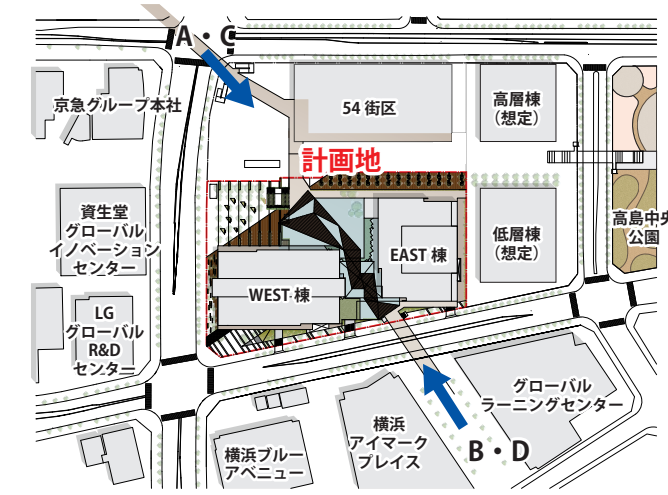 A・C
京急グループ本社
54 街区
高層棟
（想定）
計画地
資生堂
グローバル
イノベーション
センター
EAST 棟
低層棟
（想定）
高島中央
公園
WEST 棟
LG
グローバル
R&D
センター
グローバル
ラーニングセンター
横浜
アイマーク
プレイス
横浜ブルー
アベニュー
B・D